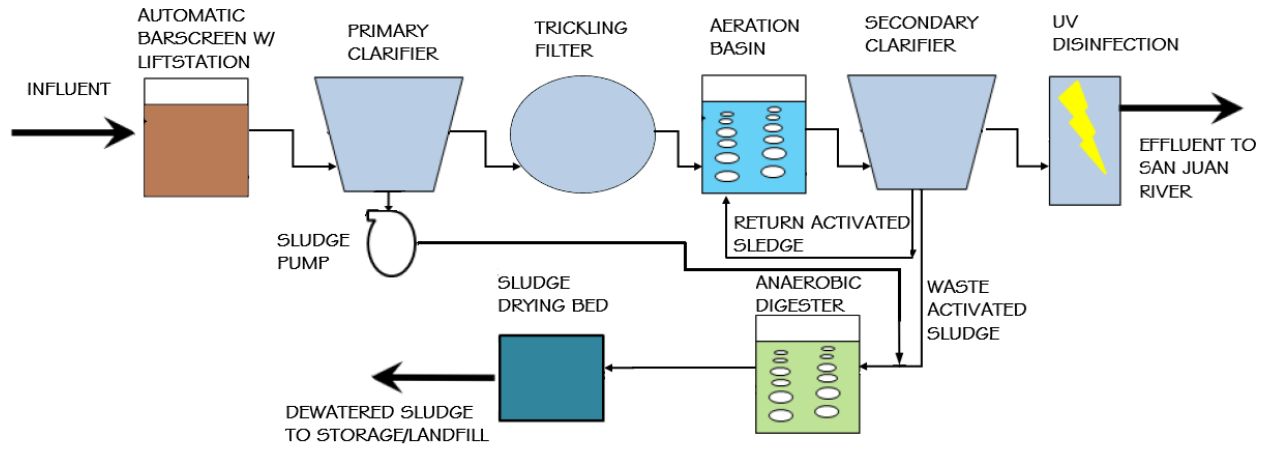 AUTOMATIC
BARSCREEN W/
LIFTSTATION
PRIMARY
CLARIFIER
TRICKLING
FILTER
AERATION
BASIN
SECONDARY
CLARIFIER
UV
DISINFECTION
INFLUENT
EFFLUENT TO
SAN JUAN
RIVER
RETURN ACTIVATED
SLEDGE
SLUDGE
PUMP
SLUDGE
DRYING BED
ANAEROBIC
DIGESTER
WASTE
ACTIVATED
SLUDGE
DEWATERED SLUDGE
TO STORAGE/LANDFILL